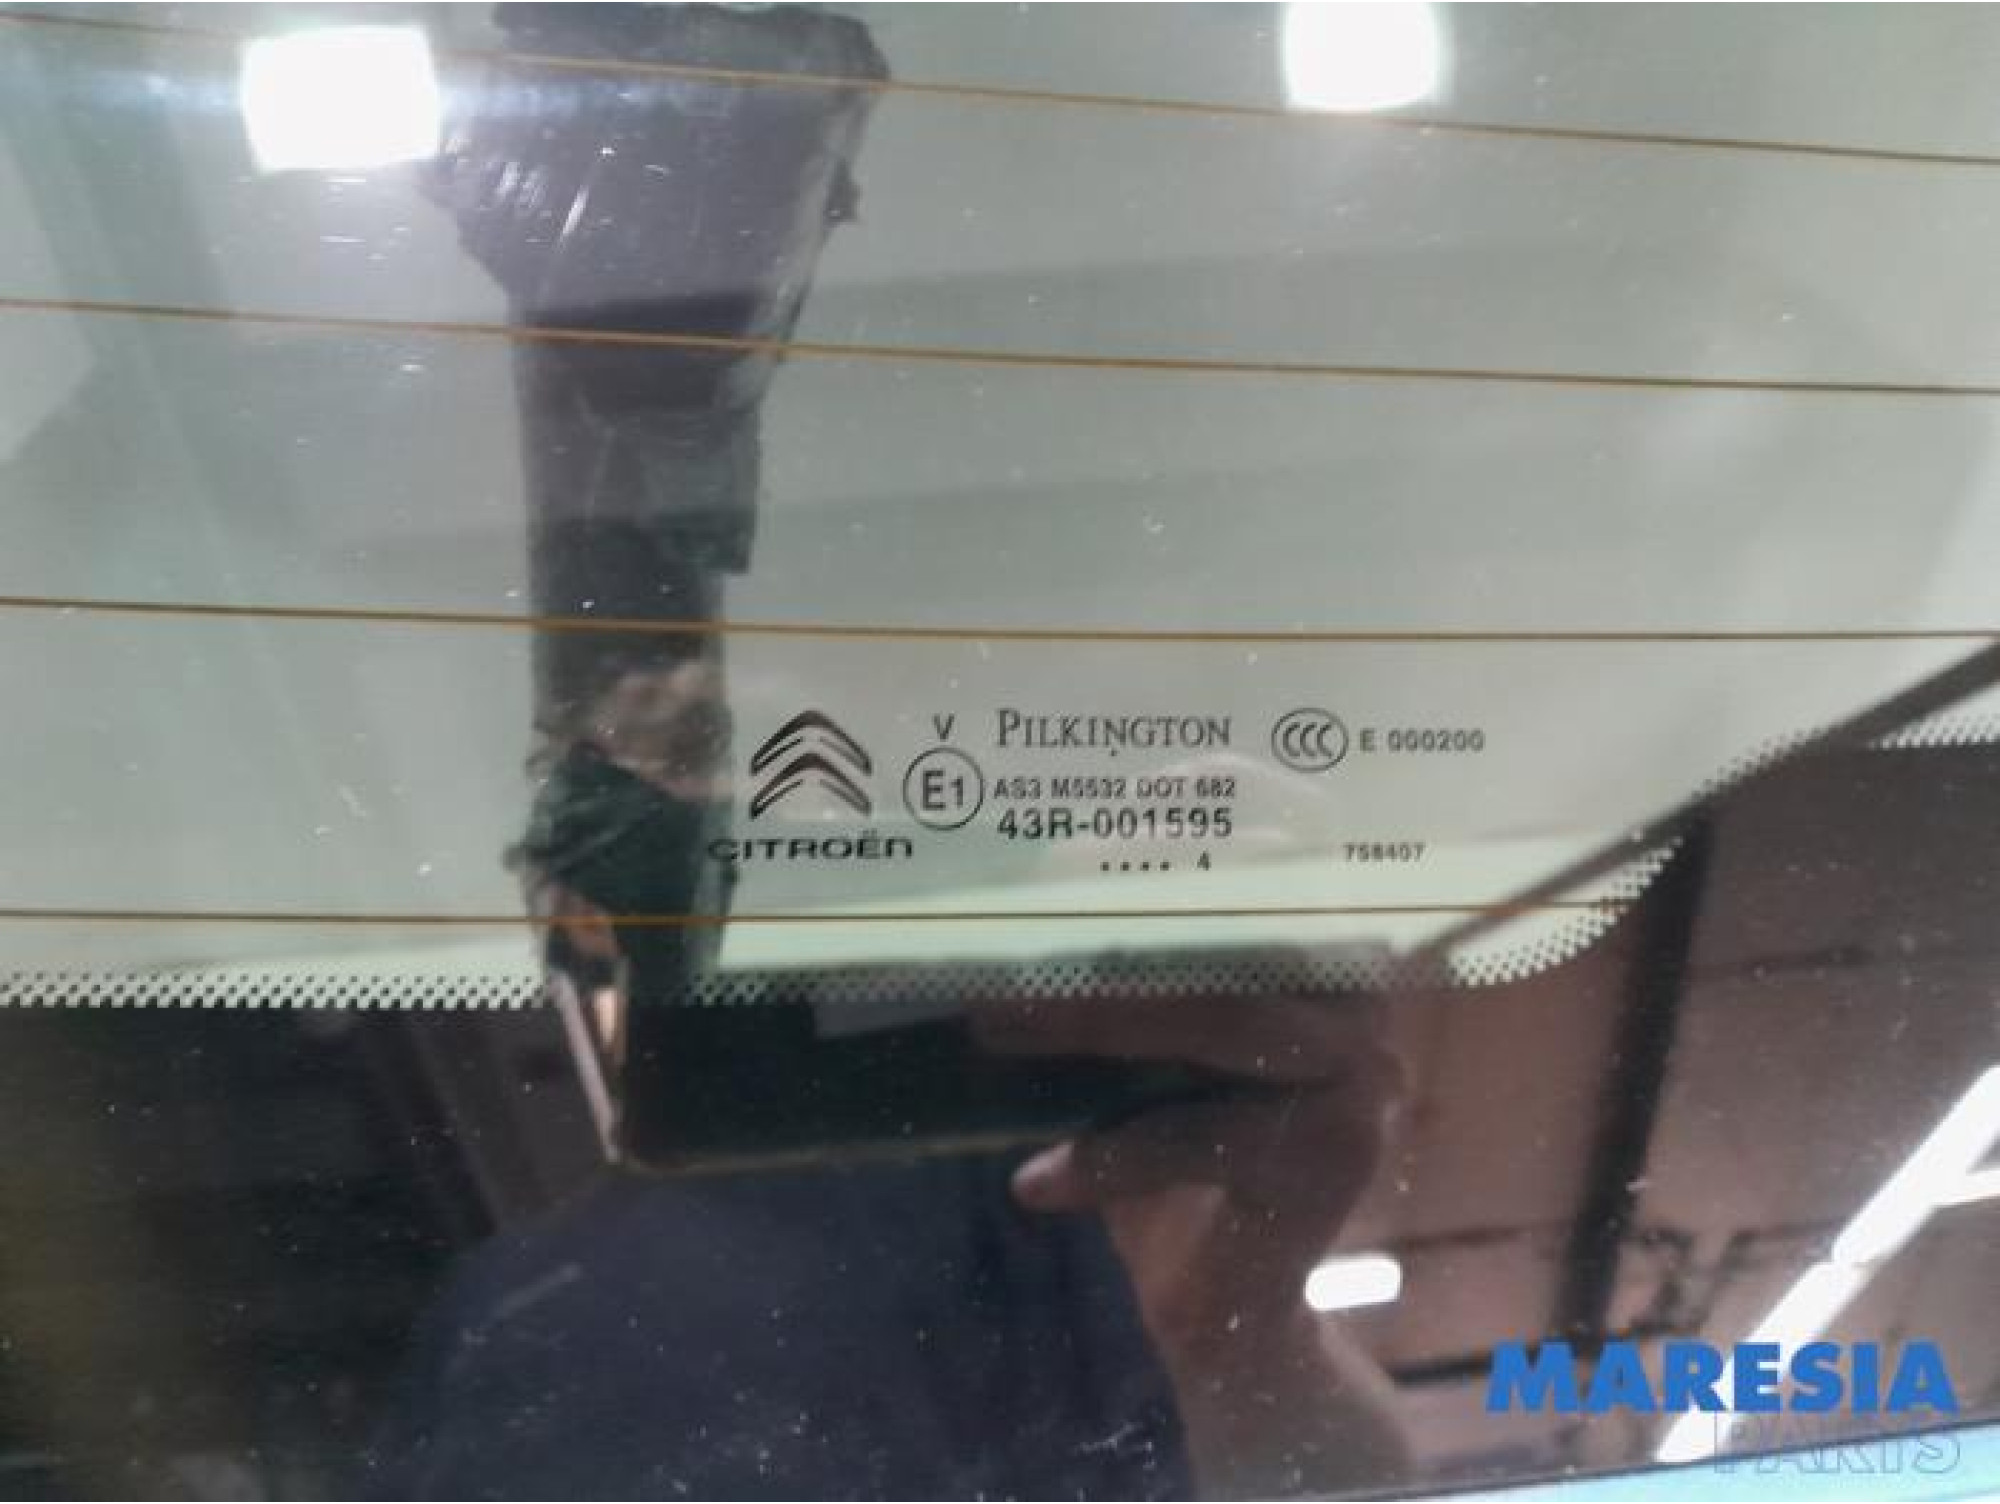 CITROËN
V PILKINGTON
CCC E 000200
E1
AS3 M5532 DOT 682
43R-001595
.... 4
758407
MARESIA
PARTS